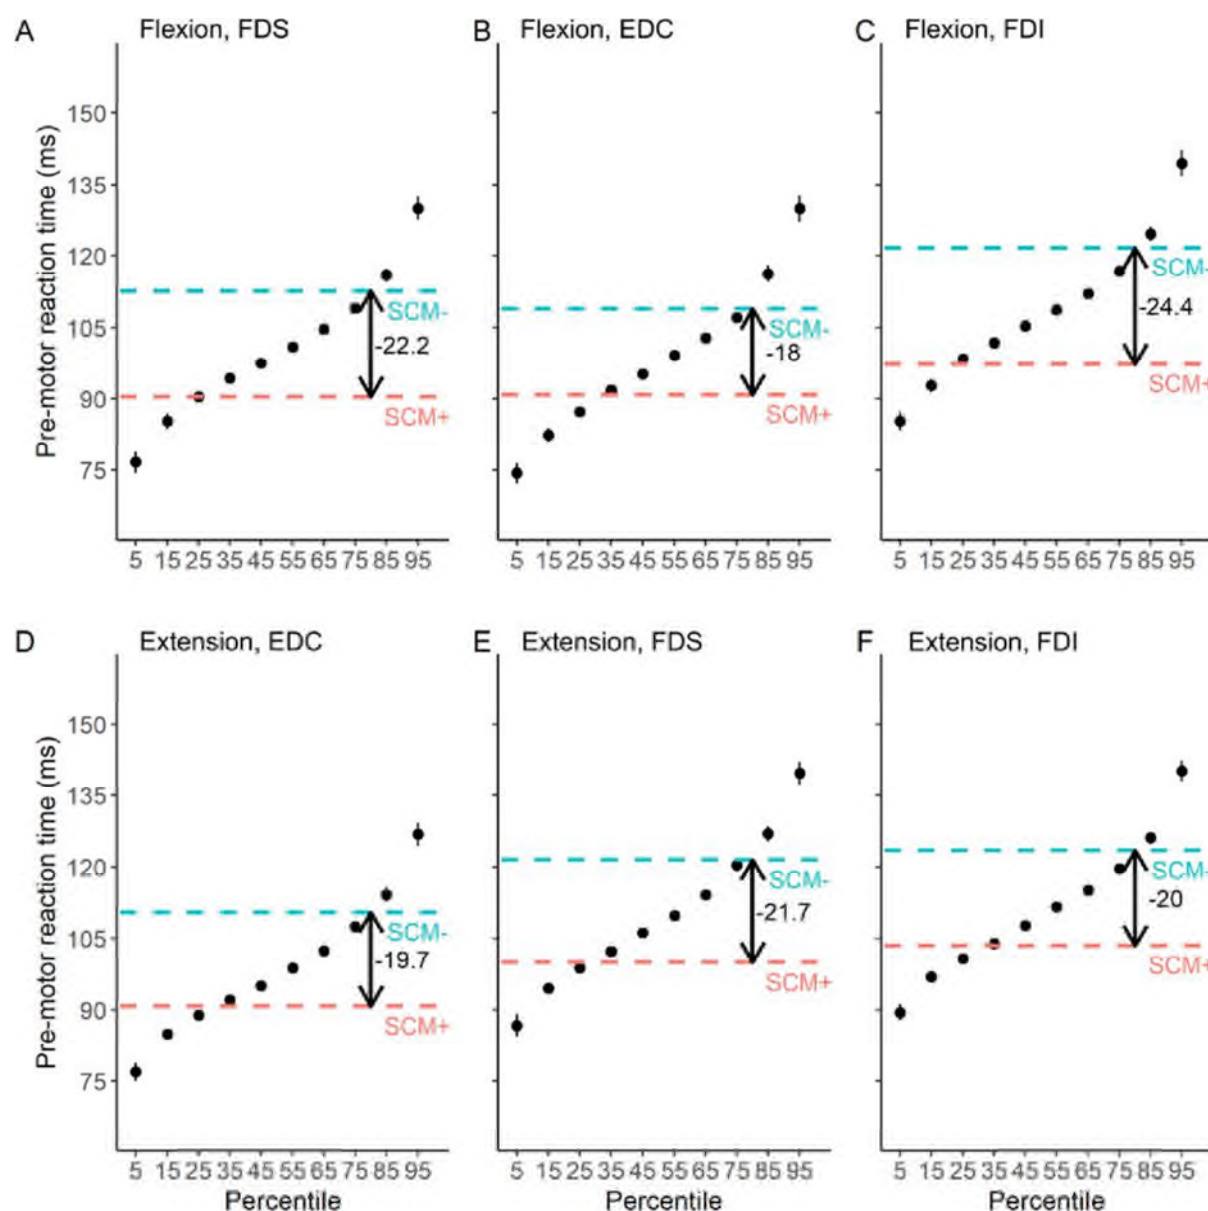 A Flexion, FDS
B Flexion, EDC
C Flexion, FDI
Pre-motor reaction time (ms)
150
135
120
105
90
75
SCM-
-22.2
SCM+
SCM-
-18
SCM+
SCM-
-24.4
SCM+
5 15 25 35 45 55 65 75 85 95
5 15 25 35 45 55 65 75 85 95
5 15 25 35 45 55 65 75 85 95
D Extension, EDC
E Extension, FDS
F Extension, FDI
Pre-motor reaction time (ms)
150
135
120
105
90
75
SCM-
-19.7
SCM+
SCM-
-21.7
SCM+
SCM-
-20
SCM+
5 15 25 35 45 55 65 75 85 95
5 15 25 35 45 55 65 75 85 95
5 15 25 35 45 55 65 75 85 95
Percentile
Percentile
Percentile